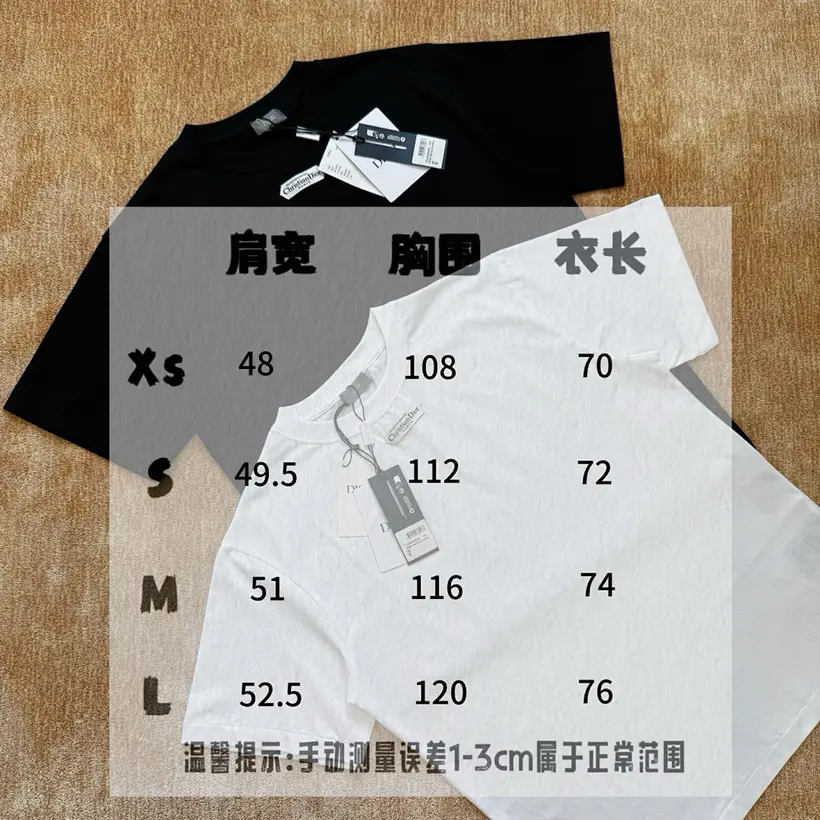 ChristianDior
肩宽 胸围 衣长
Xs 48 108 70
ChristianDior
S 49.5 112 72
M 51 116 74
L 52.5 120 76
温馨提示:手动测量误差1-3cm属于正常范围